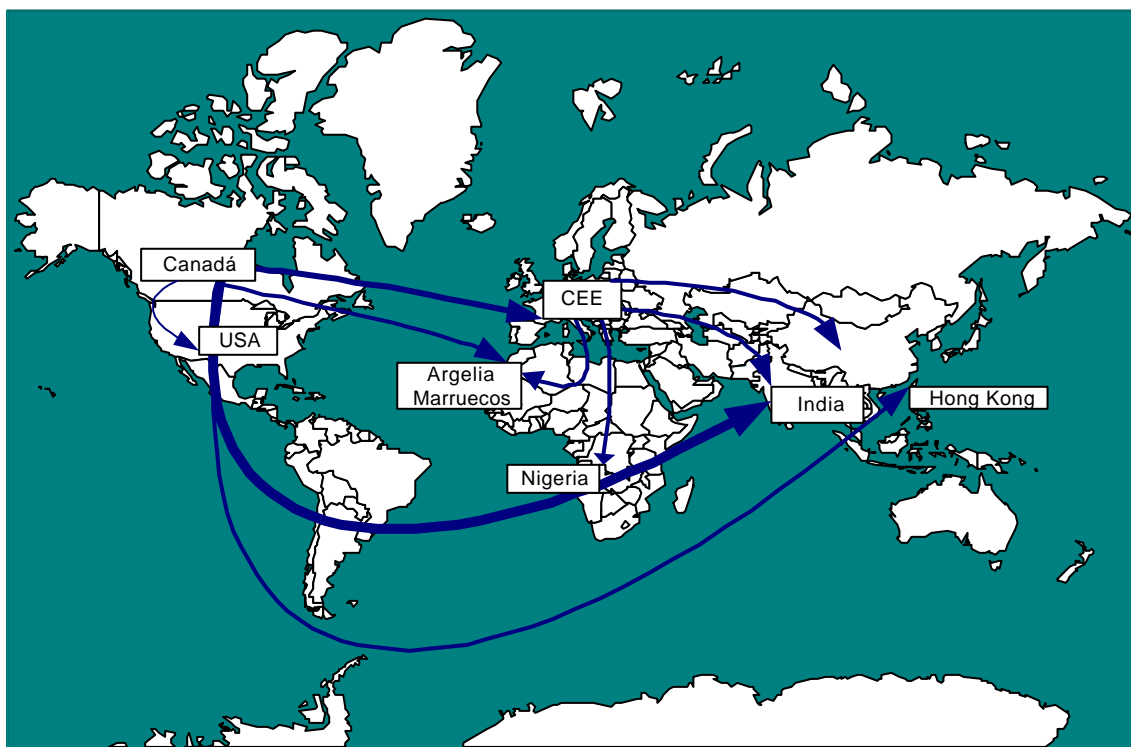 Canadá
CEE
USA
Argelia
Marruecos
India
Hong Kong
Nigeria